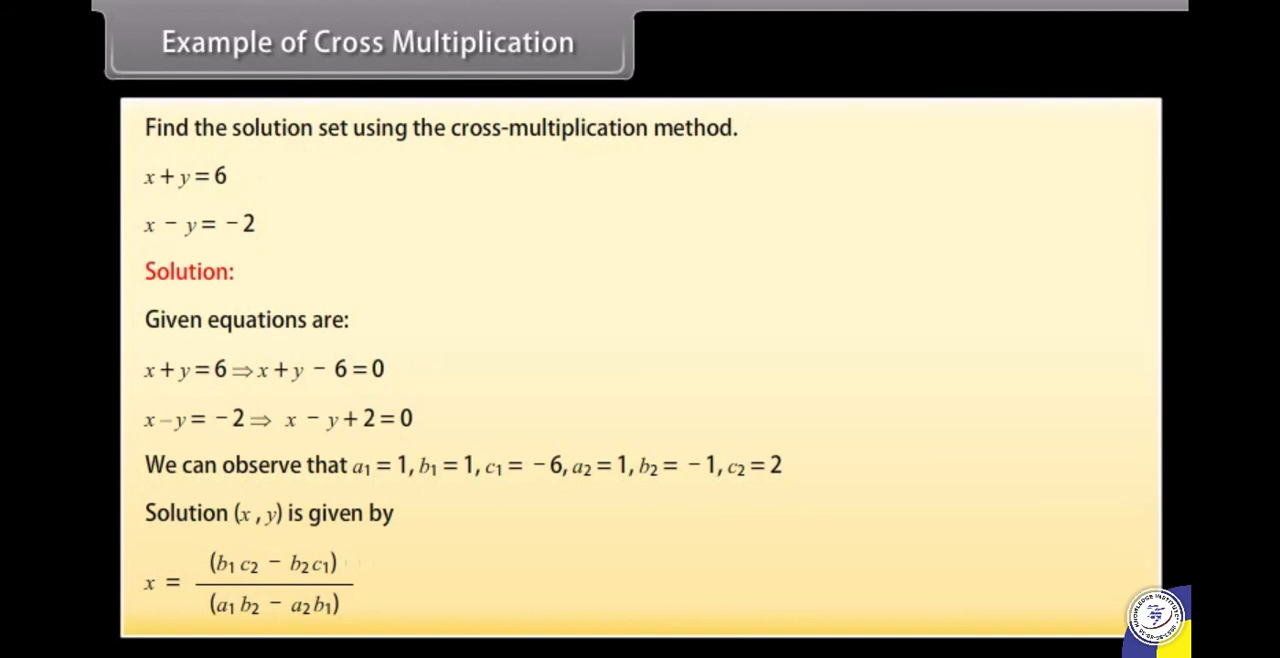 Example of Cross Multiplication
Find the solution set using the cross-multiplication method.
x + y = 6
x − y = −2
Solution:
Given equations are:
x + y = 6 ⇒ x + y − 6 = 0
x − y = −2 ⇒ x − y + 2 = 0
We can observe that a₁ = 1, b₁ = 1, c₁ = −6, a₂ = 1, b₂ = −1, c₂ = 2
Solution (x , y) is given by
x = (b₁ c₂ − b₂ c₁)
(a₁ b₂ − a₂ b₁)